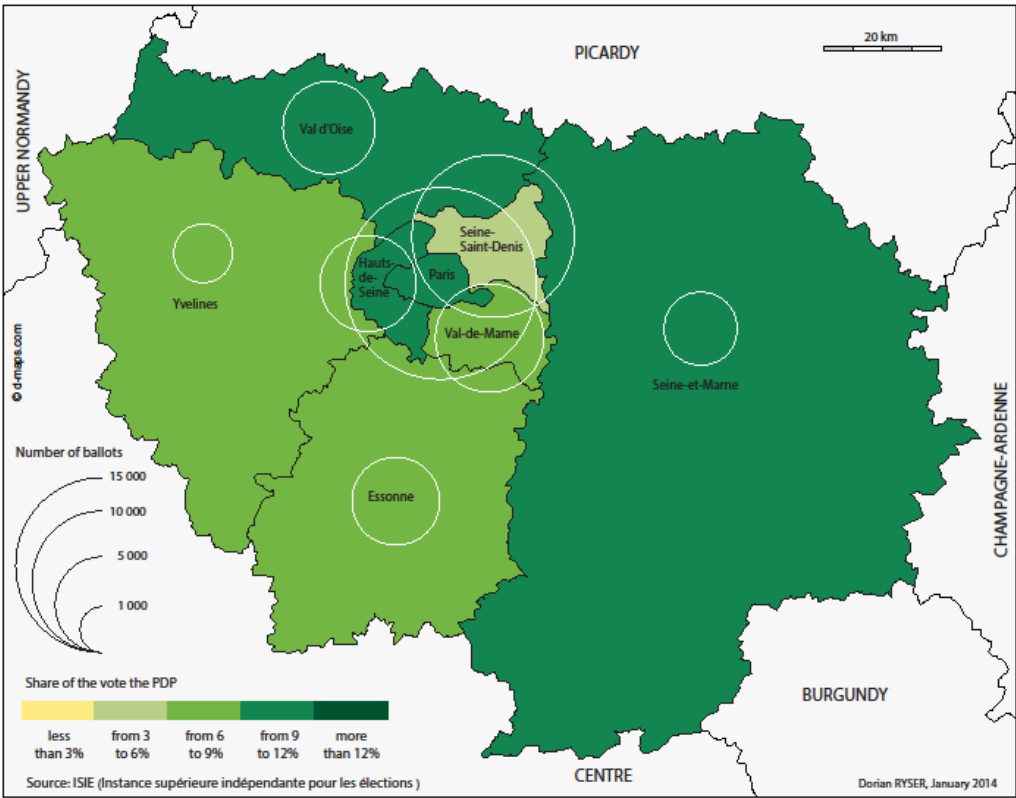 20 km
PICARDY
UPPER NORMANDY
Val d'Oise
Seine-
Saint-Denis
Hauts-
de-
Seine
Paris
Yvelines
Val-de-Marne
Seine-et-Marne
© d-maps.com
CHAMPAGNE-ARDENNE
Number of ballots
15 000
10 000
5 000
1 000
Essonne
Share of the vote the PDP
less
than 3%
from 3
to 6%
from 6
to 9%
from 9
to 12%
more
than 12%
BURGUNDY
CENTRE
Source: ISIE (Instance supérieure indépendante pour les élections )
Dorian RYSER, January 2014